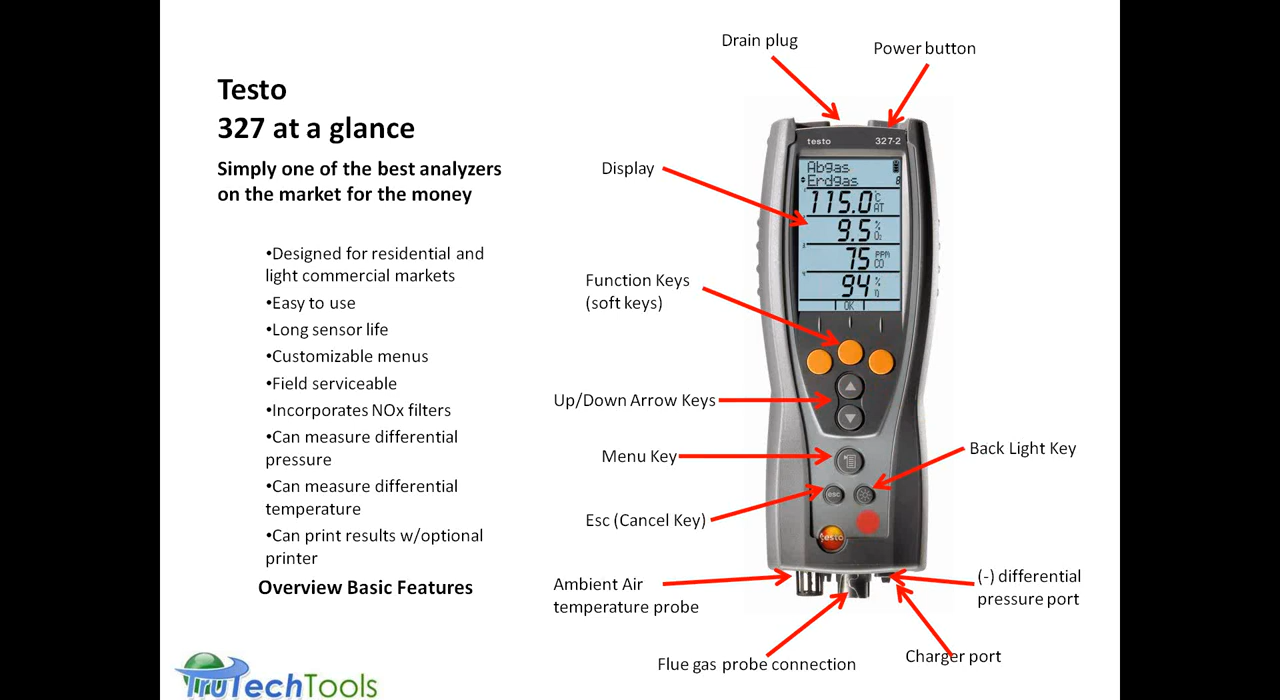 Drain plug
Power button
Testo
327 at a glance
Simply one of the best analyzers
on the market for the money
•Designed for residential and
light commercial markets
•Easy to use
•Long sensor life
•Customizable menus
•Field serviceable
•Incorporates NOx filters
•Can measure differential
pressure
•Can measure differential
temperature
•Can print results w/optional
printer
Overview Basic Features
TruTechTools
Display
Function Keys
(soft keys)
Up/Down Arrow Keys
Menu Key
Esc (Cancel Key)
Ambient Air
temperature probe
Flue gas probe connection
testo 327-2
Abgas
Erdgas 8
115.0 °C AT
9.5 % O₂
75 PPM CO
94 % η
OK
esc
testo
Back Light Key
(-) differential
pressure port
Charger port